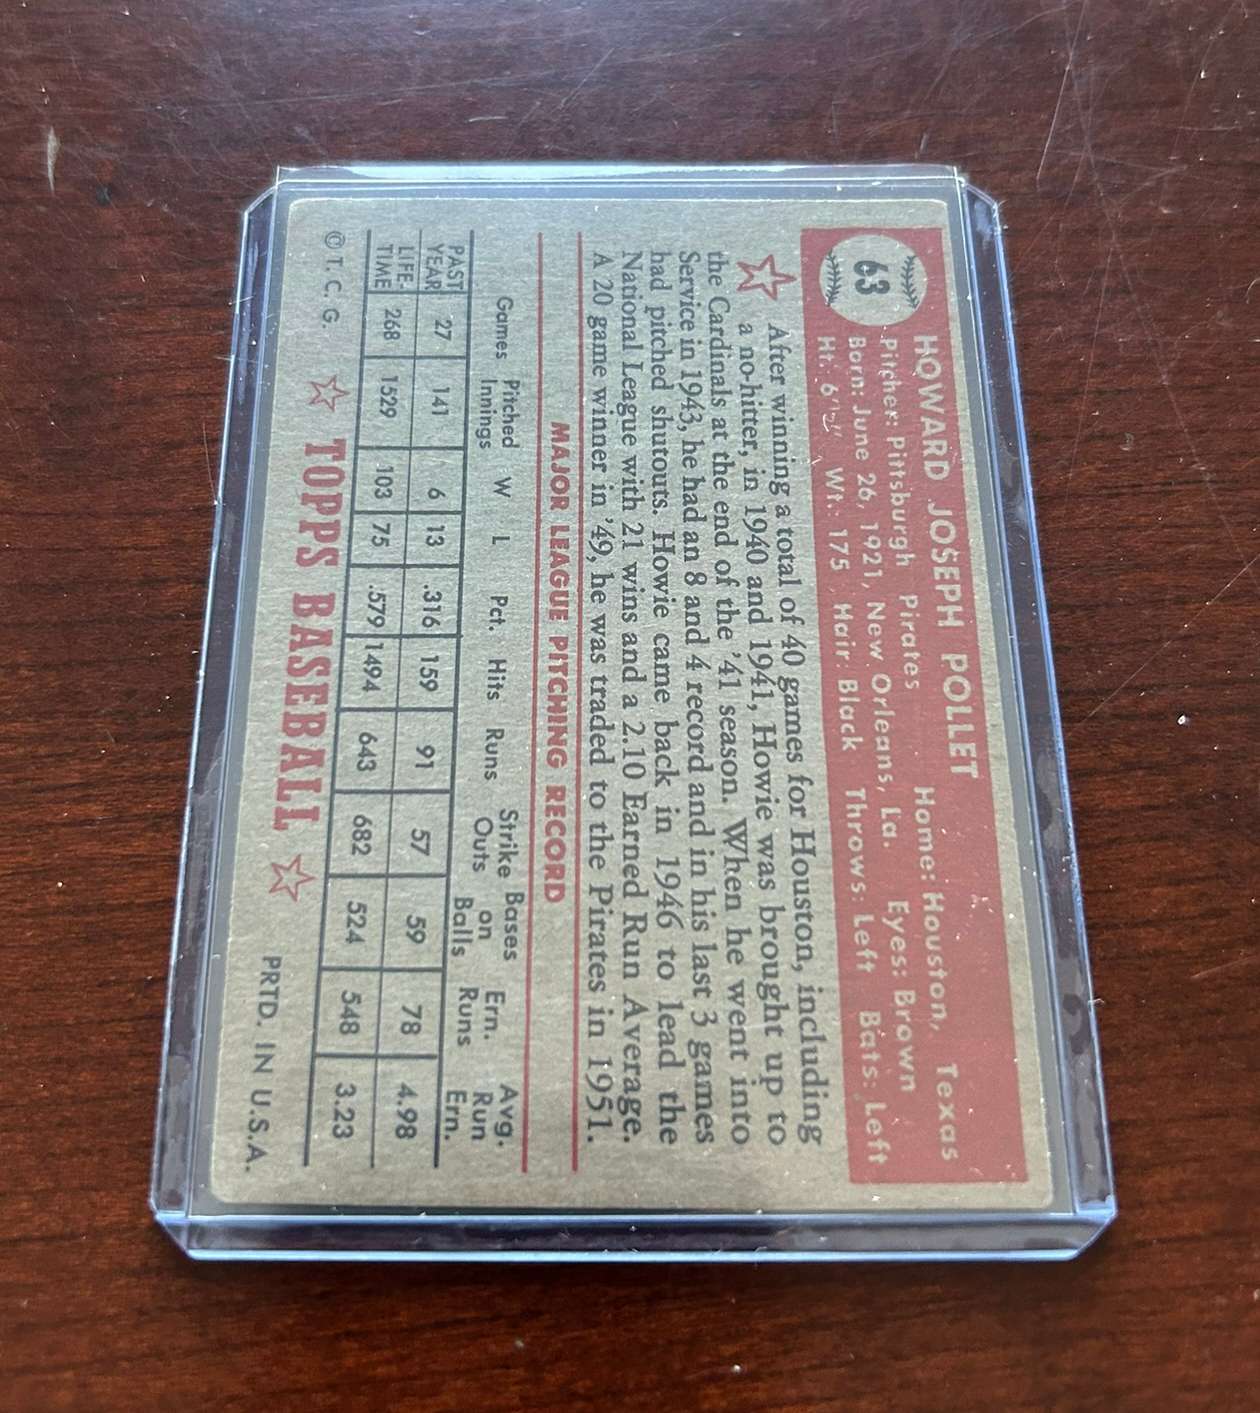 63
HOWARD JOSEPH POLLET
Pitcher: Pittsburgh Pirates Home: Houston, Texas
Born: June 26, 1921, New Orleans, La. Eyes: Brown
Ht: 6'½" Wt: 175 Hair: Black Throws: Left Bats: Left
After winning a total of 40 games for Houston, including
a no-hitter, in 1940 and 1941, Howie was brought up to
the Cardinals at the end of the '41 season. When he went into
Service in 1943, he had an 8 and 4 record and in his last 3 games
had pitched shutouts. Howie came back in 1946 to lead the
National League with 21 wins and a 2.10 Earned Run Average.
A 20 game winner in '49, he was traded to the Pirates in 1951.
MAJOR LEAGUE PITCHING RECORD
Games Innings Pitched W L Pct. Hits Runs Strike Outs Bases on Balls Ern. Runs Ern. Run Avg.
PAST YEAR 27 141 6 13 .316 159 91 57 59 78 4.98
LIFE-TIME 268 1529 103 75 .579 1494 643 682 524 548 3.23
© T. C. G. ☆ TOPPS BASEBALL ☆ PRTD. IN U.S.A.